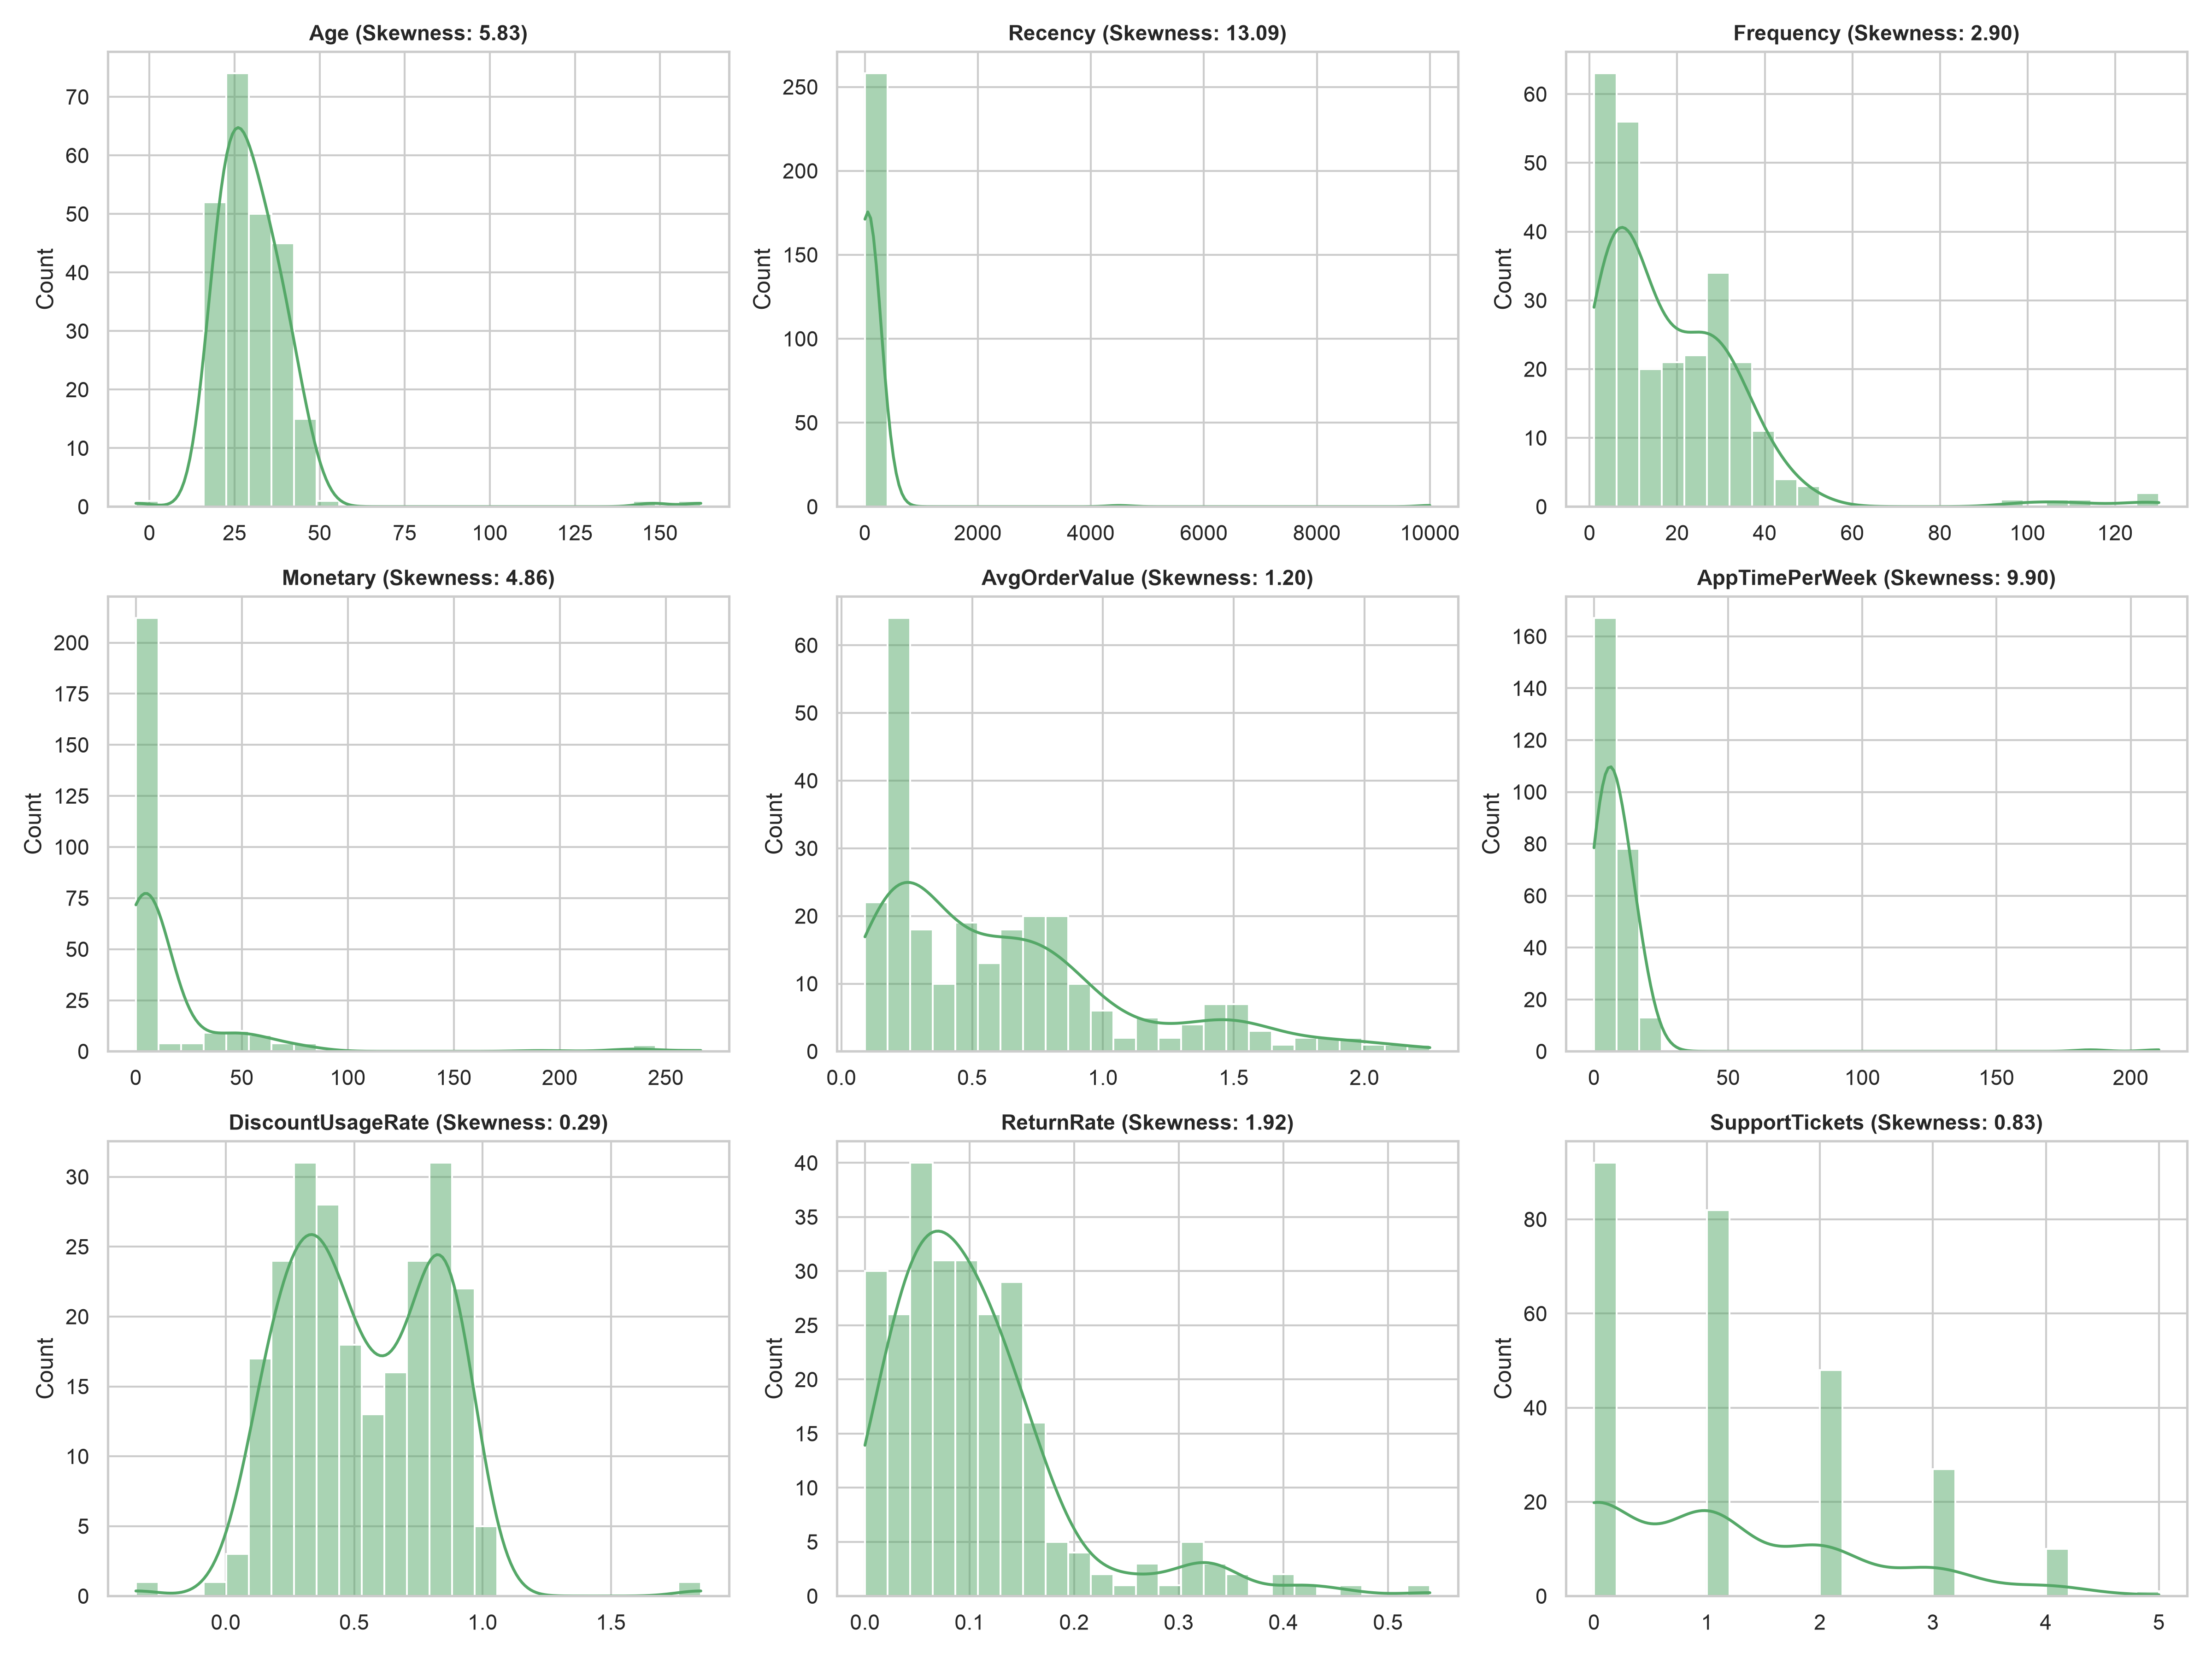 Age (Skewness: 5.83)
Count
70
60
50
40
30
20
10
0
0 25 50 75 100 125 150
Recency (Skewness: 13.09)
Count
250
200
150
100
50
0
0 2000 4000 6000 8000 10000
Frequency (Skewness: 2.90)
Count
60
50
40
30
20
10
0
0 20 40 60 80 100 120
Monetary (Skewness: 4.86)
Count
200
175
150
125
100
75
50
25
0
0 50 100 150 200 250
AvgOrderValue (Skewness: 1.20)
Count
60
50
40
30
20
10
0
0.0 0.5 1.0 1.5 2.0
AppTimePerWeek (Skewness: 9.90)
Count
160
140
120
100
80
60
40
20
0
0 50 100 150 200
DiscountUsageRate (Skewness: 0.29)
Count
30
25
20
15
10
5
0
0.0 0.5 1.0 1.5
ReturnRate (Skewness: 1.92)
Count
40
35
30
25
20
15
10
5
0
0.0 0.1 0.2 0.3 0.4 0.5
SupportTickets (Skewness: 0.83)
Count
80
60
40
20
0
0 1 2 3 4 5